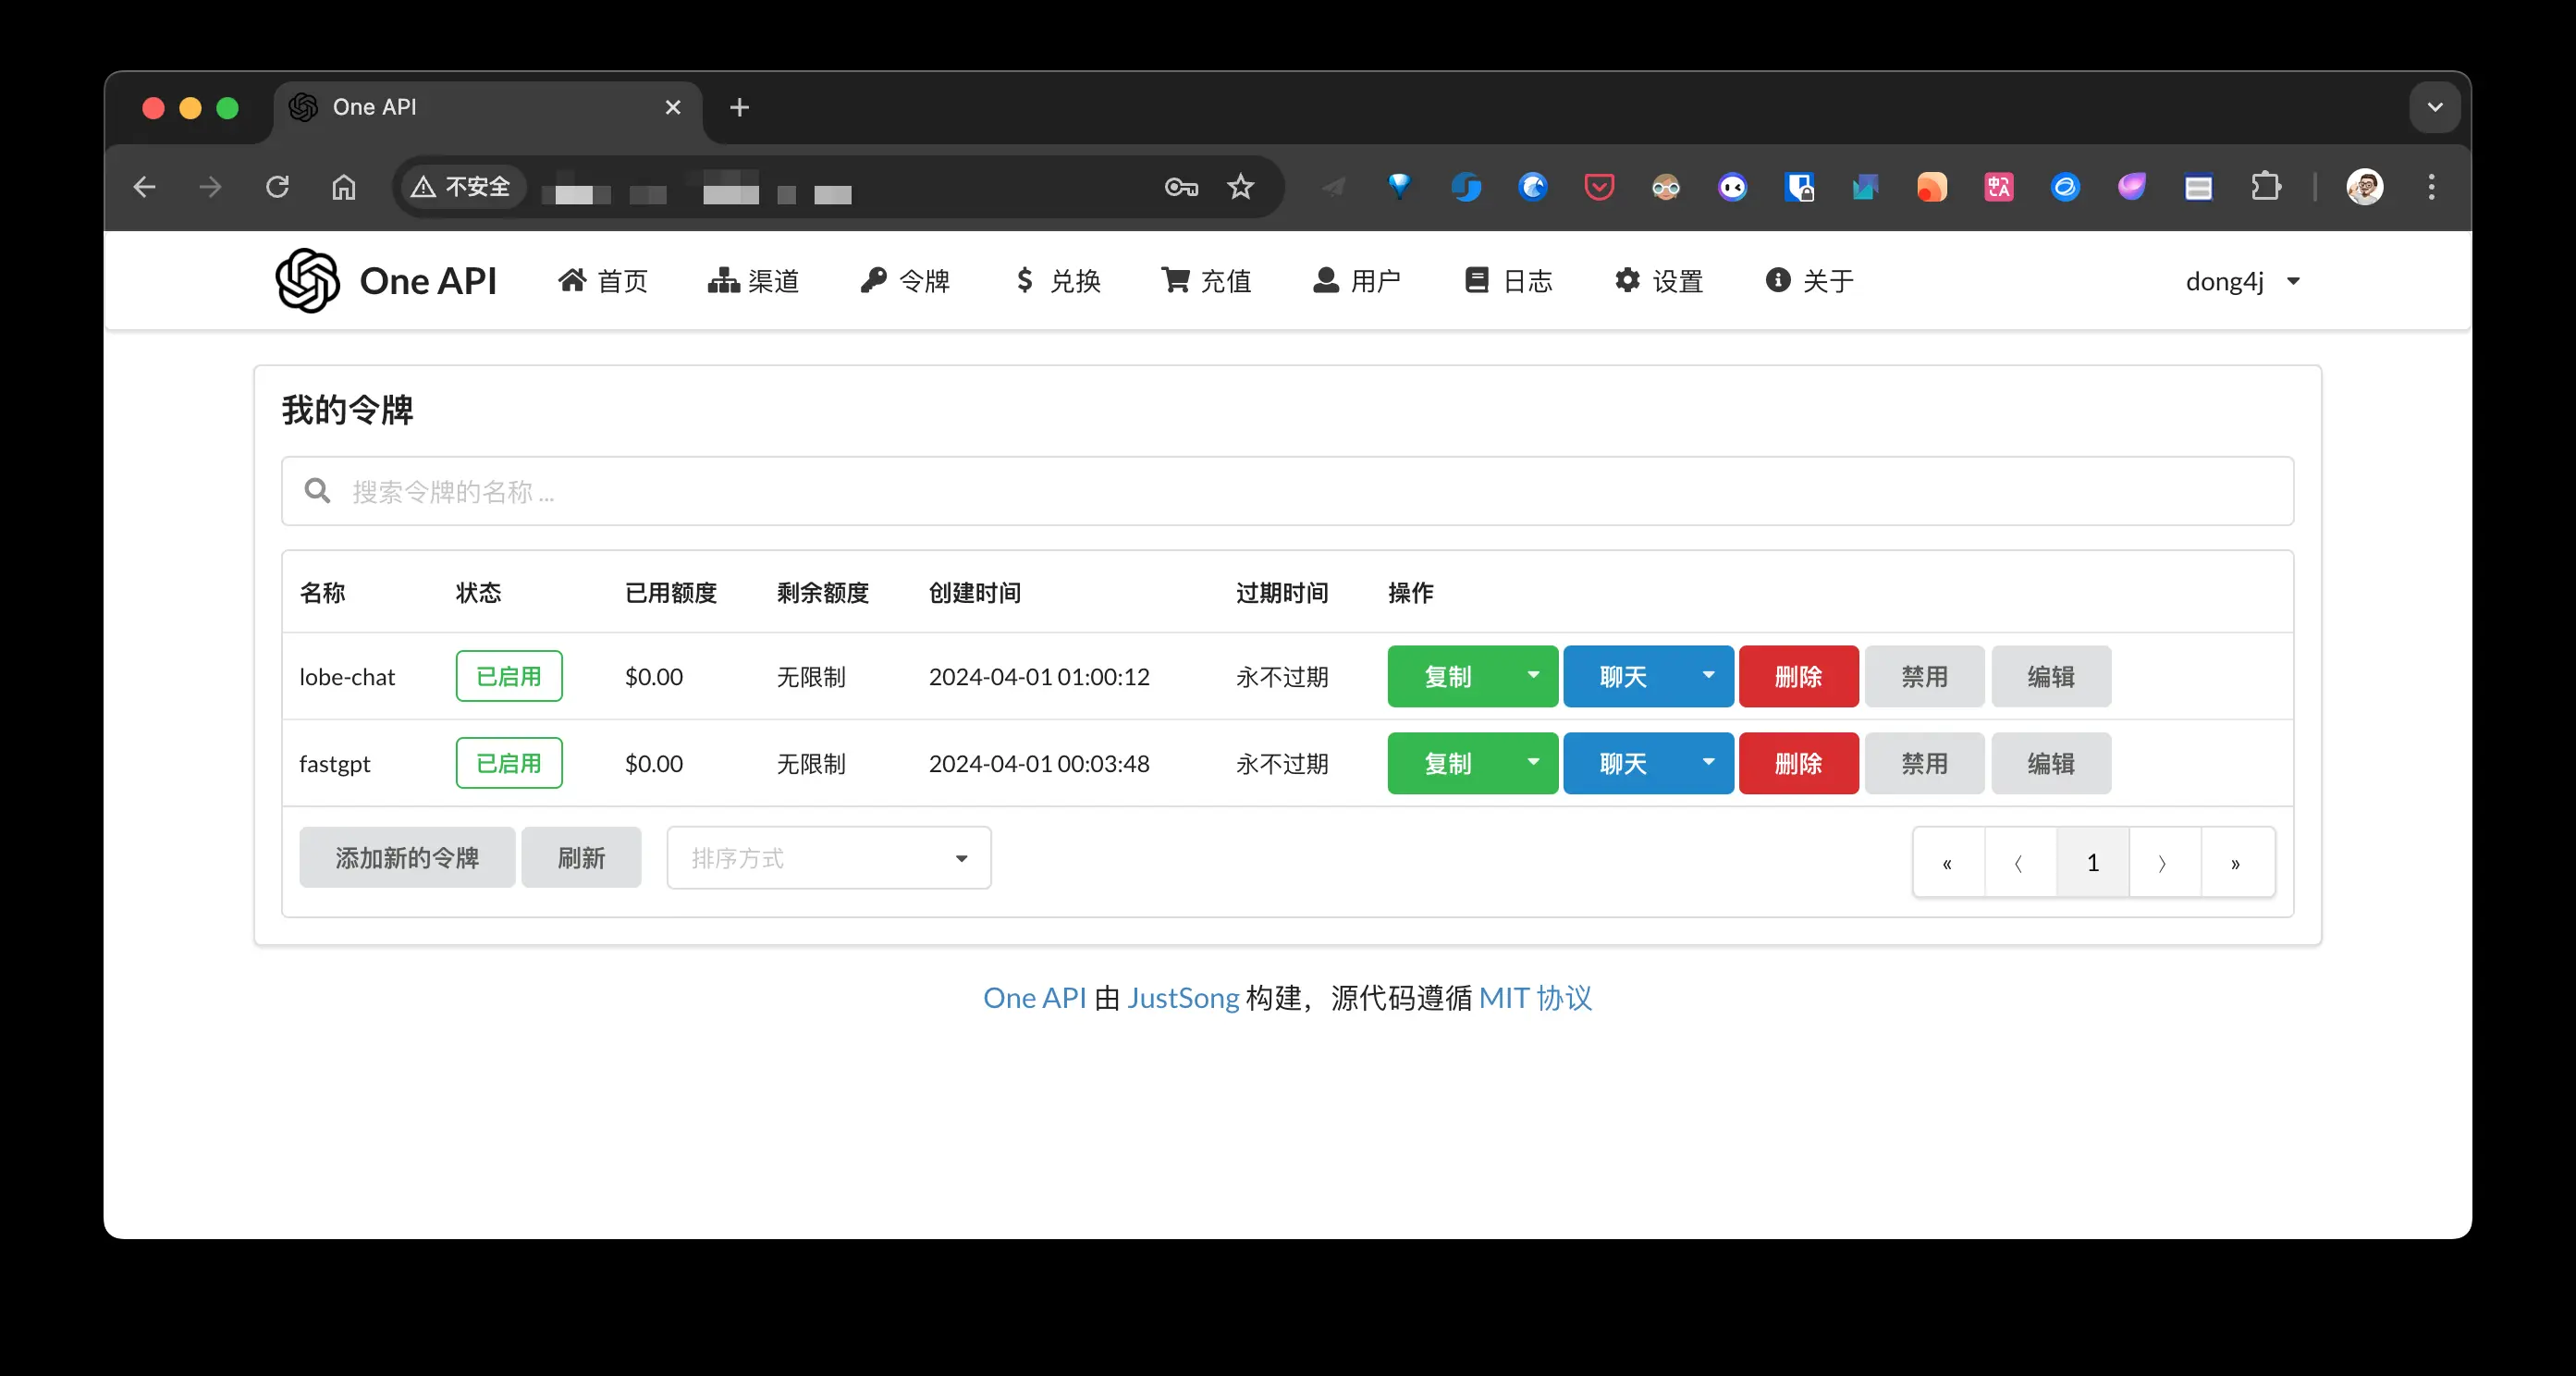 One API
不安全
One API 首页 渠道 令牌 兑换 充值 用户 日志 设置 关于 dong4j
我的令牌
搜索令牌的名称 ...
名称 状态 已用额度 剩余额度 创建时间 过期时间 操作
lobe-chat 已启用 $0.00 无限制 2024-04-01 01:00:12 永不过期 复制 聊天 删除 禁用 编辑
fastgpt 已启用 $0.00 无限制 2024-04-01 00:03:48 永不过期 复制 聊天 删除 禁用 编辑
添加新的令牌 刷新 排序方式 « 〈 1 〉 »
One API 由 JustSong 构建，源代码遵循 MIT 协议